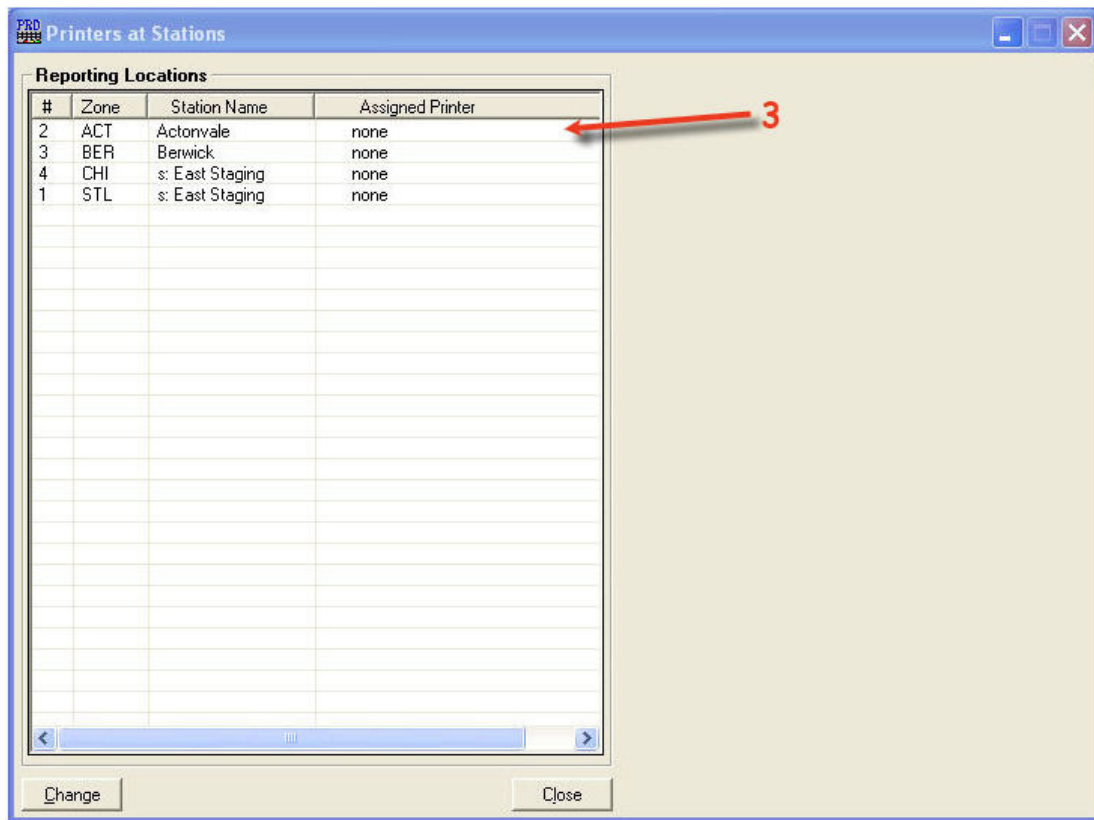 PRO Printers at Stations
Reporting Locations
# Zone Station Name Assigned Printer
2 ACT Actonvale none
3 BER Berwick none
4 CHI s: East Staging none
1 STL s: East Staging none
3
Change Close